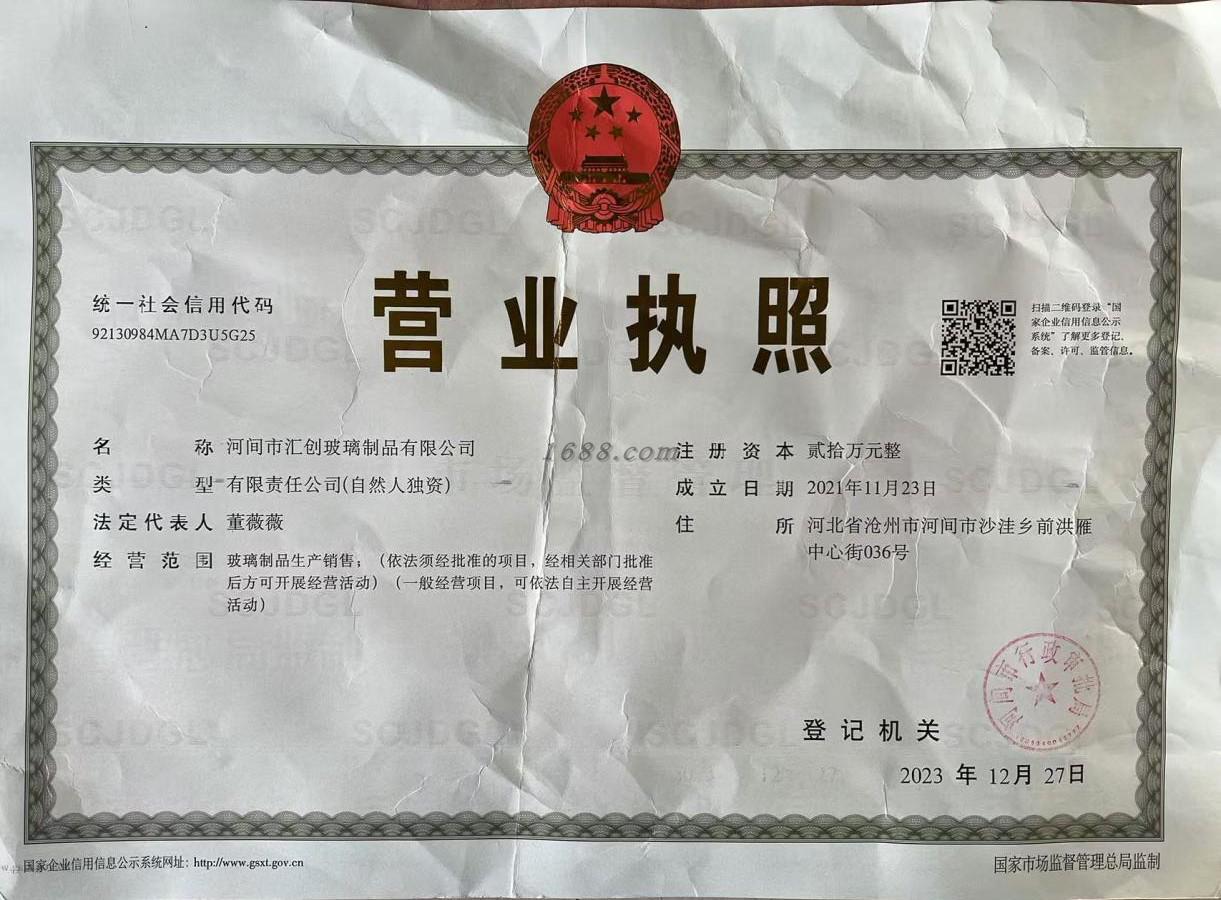 营业执照
统一社会信用代码
92130984MA7D3U5G25
扫描二维码登录“国
家企业信用信息公示
系统”了解更多登记、
备案、许可、监管信息。
名 称 河间市汇创玻璃制品有限公司
类 型 有限责任公司(自然人独资)
法定代表人 董薇薇
经营范围 玻璃制品生产销售；（依法须经批准的项目，经相关部门批准
后方可开展经营活动）（一般经营项目，可依法自主开展经营
活动）
1688.com
注册资本 贰拾万元整
成立日期 2021年11月23日
住 所 河北省沧州市河间市沙洼乡前洪雁
中心街036号
河间市行政审批局
登记机关
2023 年 12月 27日
国家企业信用信息公示系统网址：http://www.gsxt.gov.cn
国家市场监督管理总局监制
SCJDGL